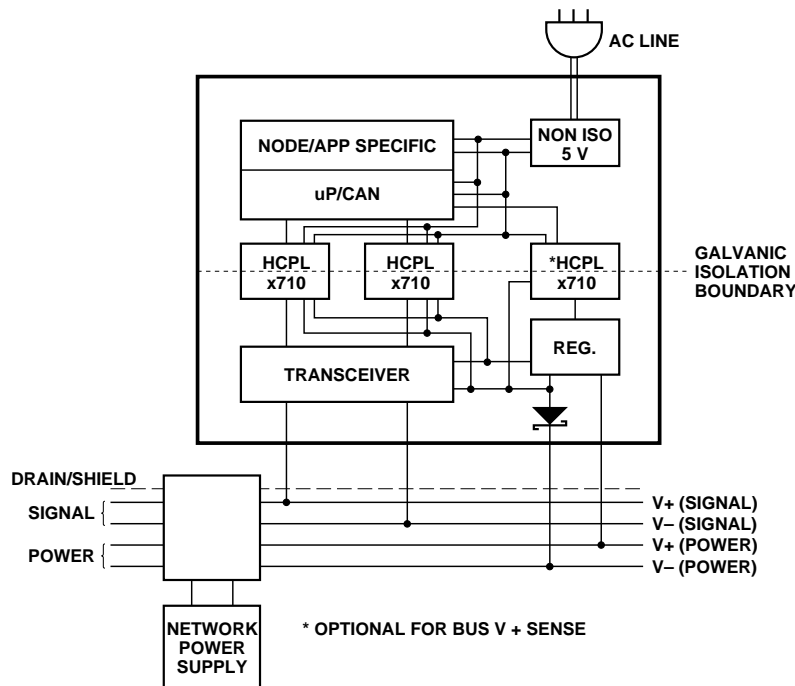 AC LINE
NODE/APP SPECIFIC
NON ISO
5 V
uP/CAN
HCPL
x710
HCPL
x710
*HCPL
x710
GALVANIC
ISOLATION
BOUNDARY
REG.
TRANSCEIVER
DRAIN/SHIELD
SIGNAL
POWER
V+ (SIGNAL)
V– (SIGNAL)
V+ (POWER)
V– (POWER)
NETWORK
POWER
SUPPLY
* OPTIONAL FOR BUS V + SENSE